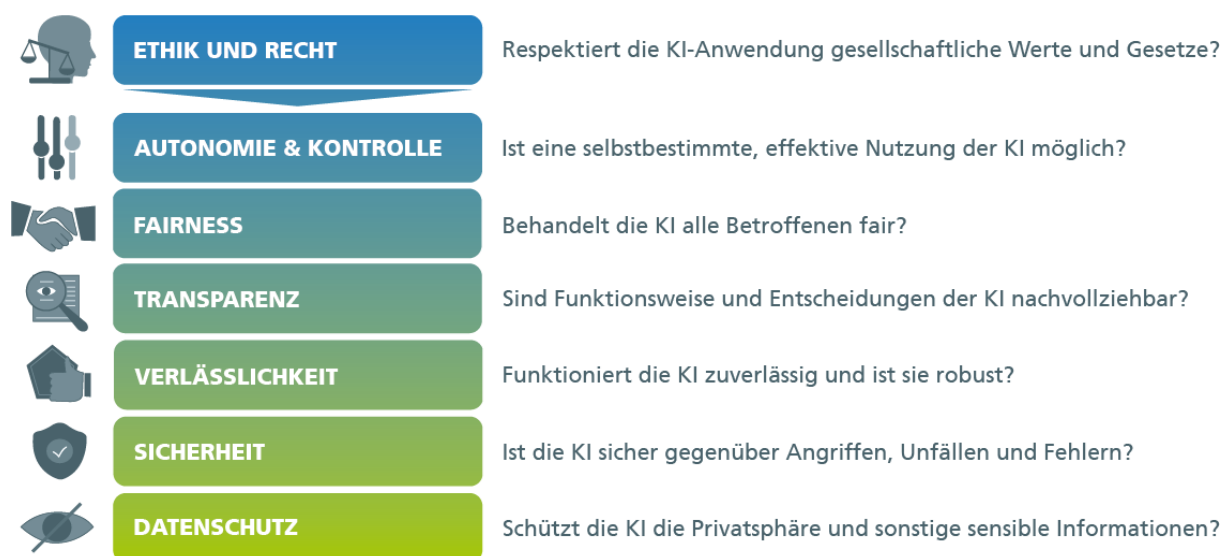 ETHIK UND RECHT
Respektiert die KI-Anwendung gesellschaftliche Werte und Gesetze?
AUTONOMIE & KONTROLLE
Ist eine selbstbestimmte, effektive Nutzung der KI möglich?
FAIRNESS
Behandelt die KI alle Betroffenen fair?
TRANSPARENZ
Sind Funktionsweise und Entscheidungen der KI nachvollziehbar?
VERLÄSSLICHKEIT
Funktioniert die KI zuverlässig und ist sie robust?
SICHERHEIT
Ist die KI sicher gegenüber Angriffen, Unfällen und Fehlern?
DATENSCHUTZ
Schützt die KI die Privatsphäre und sonstige sensible Informationen?